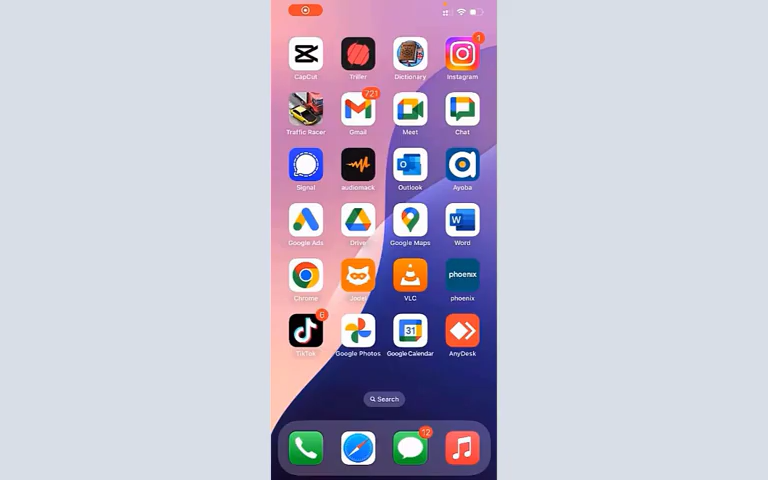 CapCut Triller Dictionary Instagram
1
Traffic Racer Gmail Meet Chat
721
Signal audiomack Outlook Ayoba
Google Ads Drive Google Maps Word
phoenix
Chrome Jodel VLC phoenix
6
31
TikTok Google Photos Google Calendar AnyDesk
Search
12